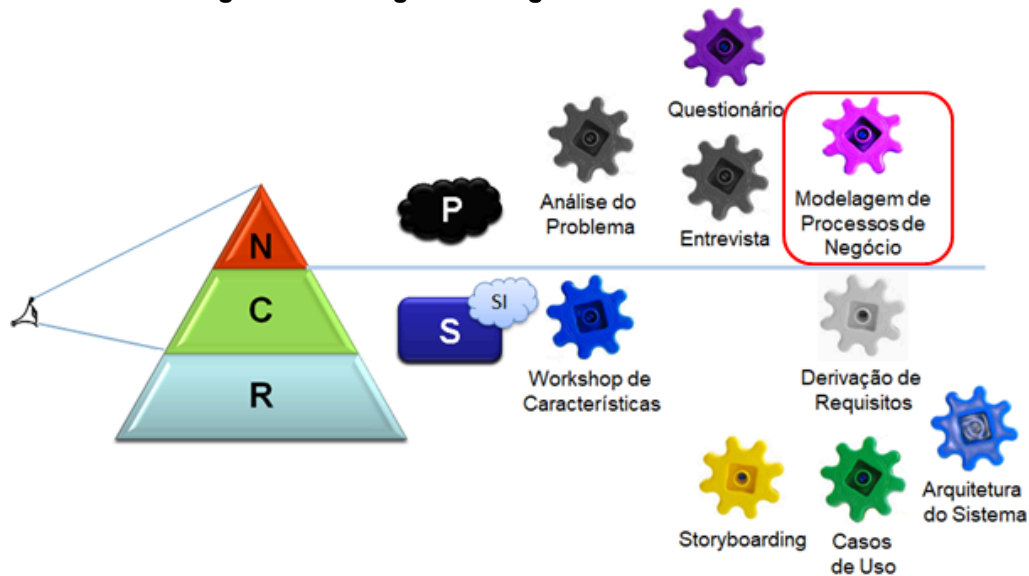 Questionário
Análise do
Problema
Entrevista
Modelagem de
Processos de
Negócio
P
N
C
R
S
SI
Workshop de
Características
Derivação de
Requisitos
Storyboarding
Casos
de Uso
Arquitetura
do Sistema